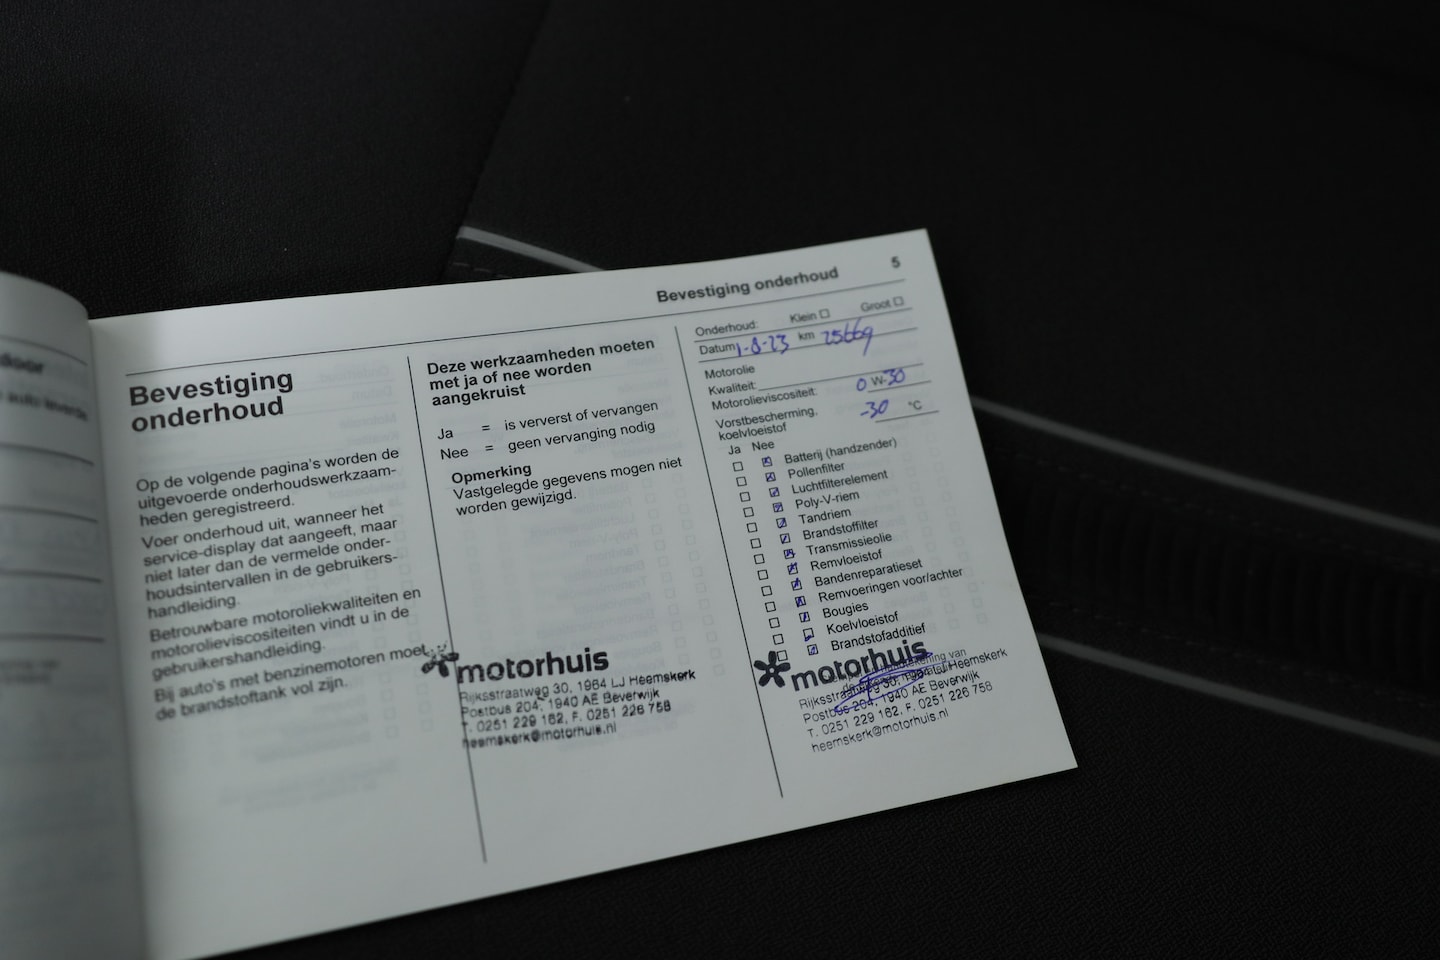 Bevestiging onderhoud
5
Bevestiging
onderhoud
Op de volgende pagina's worden de
uitgevoerde onderhoudswerkzaam-
heden geregistreerd.
Voer onderhoud uit, wanneer het
service-display dat aangeeft, maar
niet later dan de vermelde onder-
houdsintervallen in de gebruikers-
handleiding.
Betrouwbare motoroliekwaliteiten en
motorolieviscositeiten vindt u in de
gebruikershandleiding.
Bij auto's met benzinemotoren moet
de brandstoftank vol zijn.
Deze werkzaamheden moeten
met ja of nee worden
aangekruist
Ja = is ververst of vervangen
Nee = geen vervanging nodig
Opmerking
Vastgelegde gegevens mogen niet
worden gewijzigd.
motorhuis
Rijksstraatweg 30, 1964 LJ Heemskerk
Postbus 204, 1940 AE Beverwijk
T. 0251 229 162, F. 0251 226 758
heemskerk@motorhuis.nl
Onderhoud: Klein Groot
Datum 1-8-23 km 25669
Motorolie
Kwaliteit:
Motorolieviscositeit: 0 W-30
Vorstbescherming,
koelvloeistof -30 °C
Ja Nee
Batterij (handzender)
Pollenfilter
Luchtfilterelement
Poly-V-riem
Tandriem
Brandstoffilter
Transmissieolie
Remvloeistof
Bandenreparatieset
Remvoeringen voor/achter
Bougies
Koelvloeistof
Brandstofadditief
motorhuis
Rijksstraatweg 30, LJ Heemskerk
Postbus 204, 1940 AE Beverwijk
T. 0251 229 162, F. 0251 226 758
heemskerk@motorhuis.nl